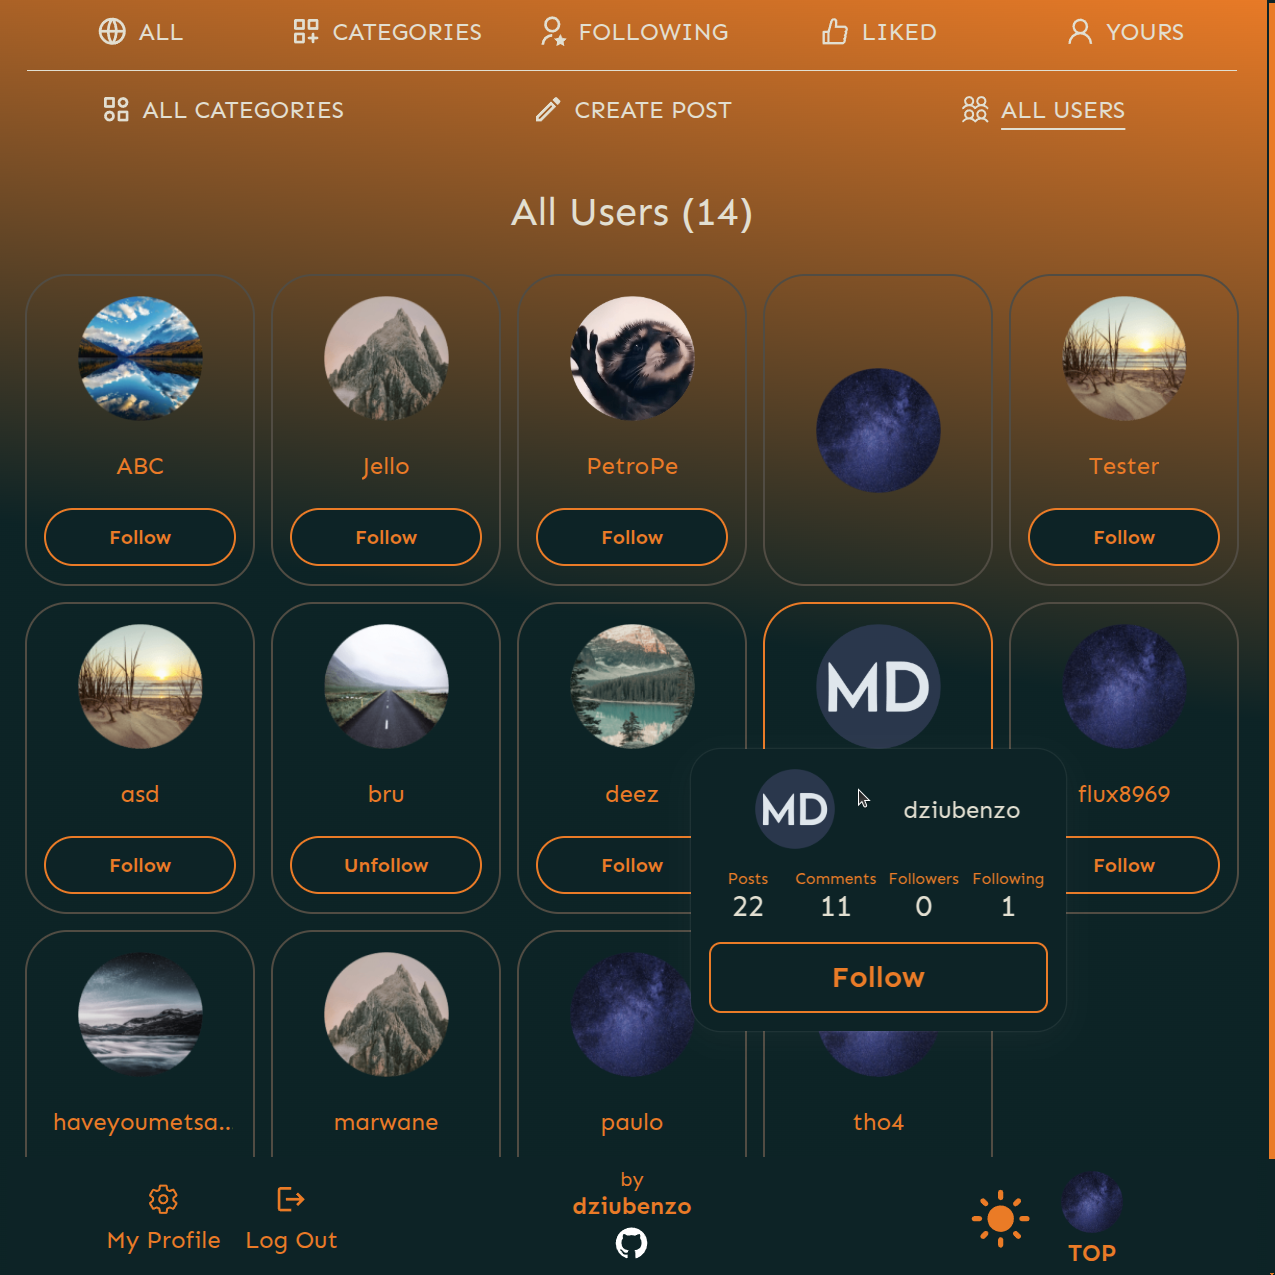 ALL CATEGORIES FOLLOWING LIKED YOURS
ALL CATEGORIES CREATE POST ALL USERS
All Users (14)
ABC Jello PetroPe Tester
Follow Follow Follow Follow
MD
asd bru deez flux8969
MD dziubenzo
Follow Unfollow Follow Follow
Posts Comments Followers Following
22 11 0 1
Follow
haveyoumetsa... marwane paulo tho4
by
dziubenzo
My Profile Log Out TOP